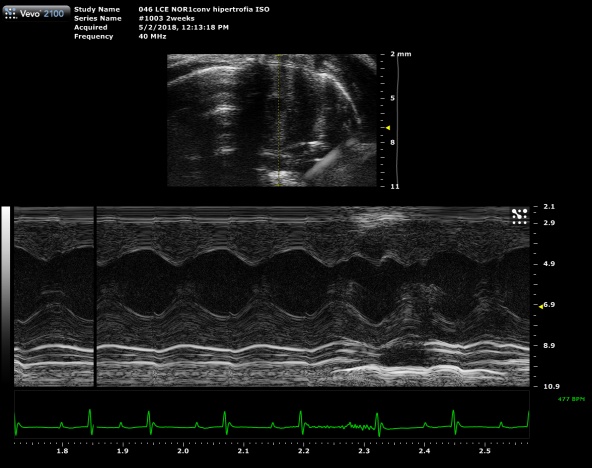 Vevo 2100
Study Name 046 LCE NOR1conv hipertrofia ISO
Series Name #1003 2weeks
Acquired 5/2/2018, 12:13:18 PM
Frequency 40 MHz
2 mm
5
8
11
2.1
2.9
4.9
6.9
8.9
10.9
477 BPM
1.8 1.9 2.0 2.1 2.2 2.3 2.4 2.5